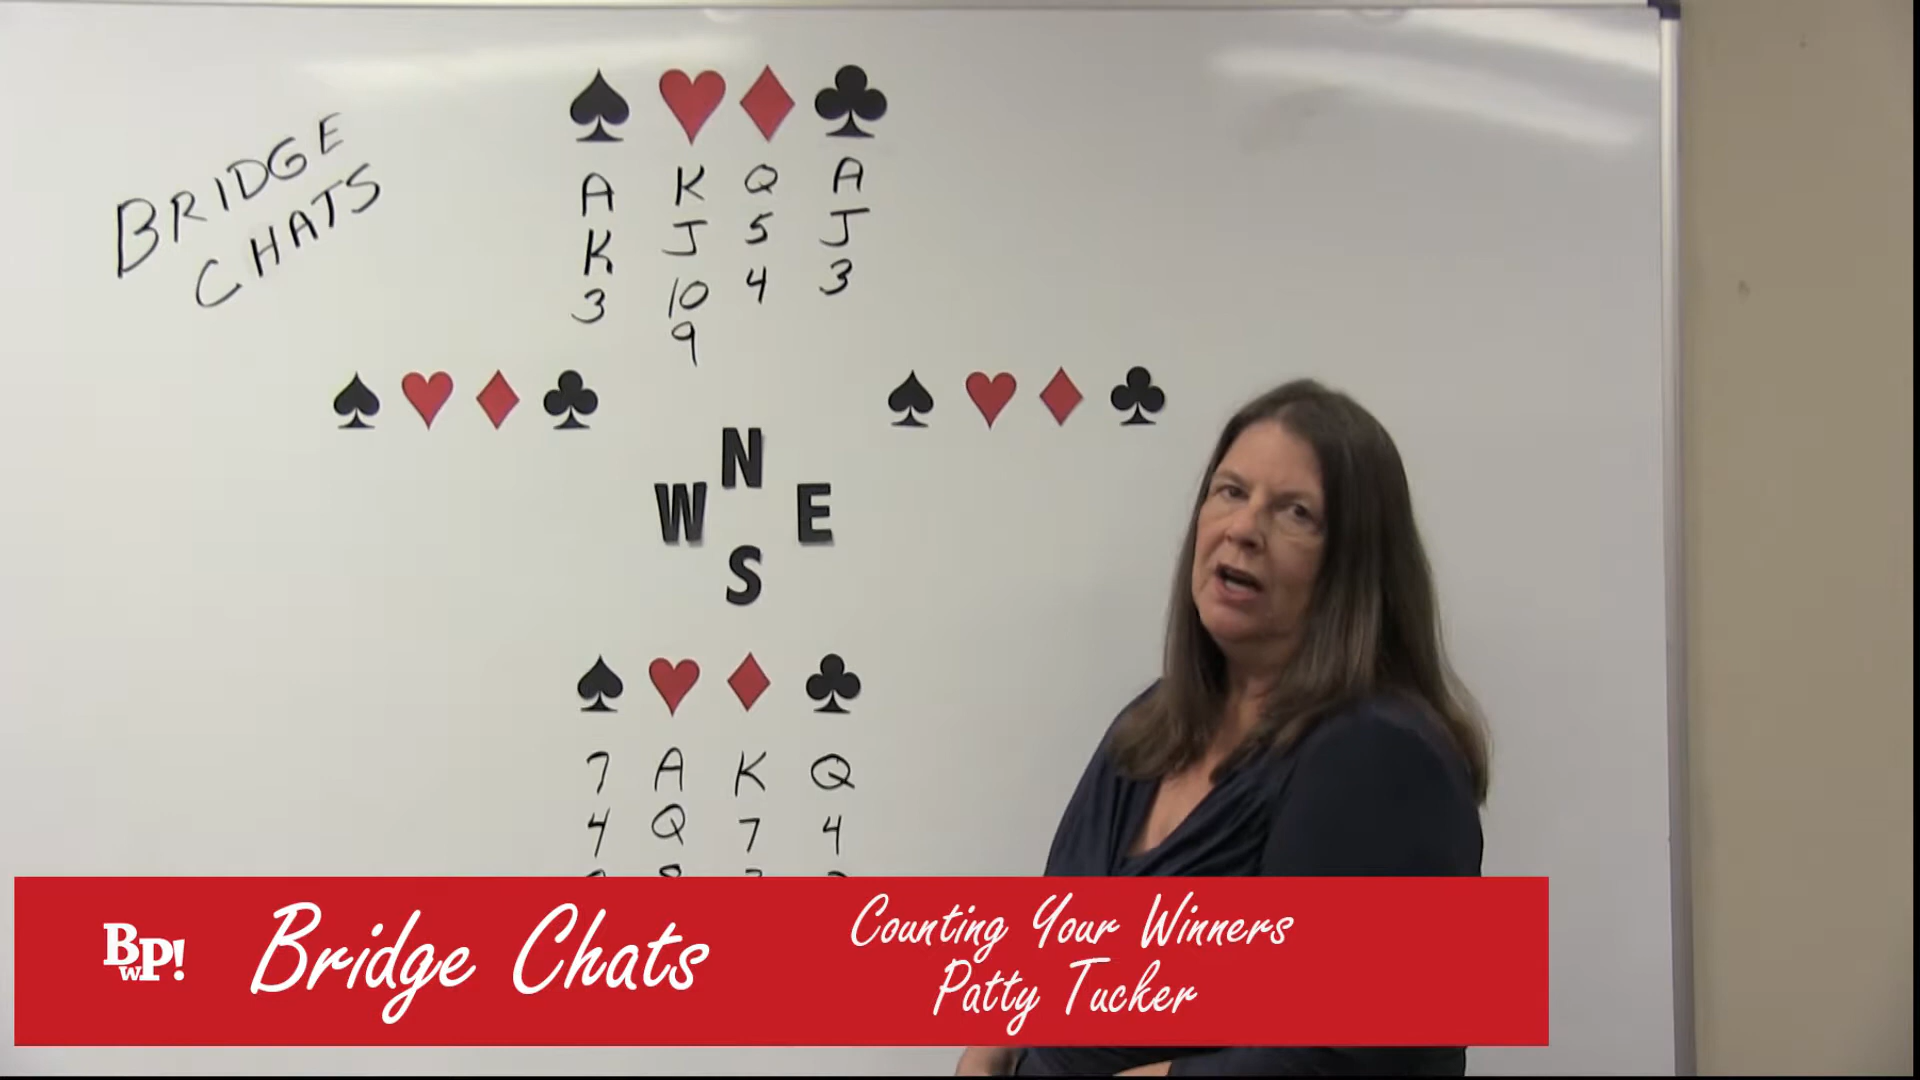 BRIDGE
CHATS
A K Q A
K J 5 J
3 10 4 3
9
N
W E
S
7 A K Q
4 Q 7 4
BwP!
Bridge Chats
Counting Your Winners
Patty Tucker